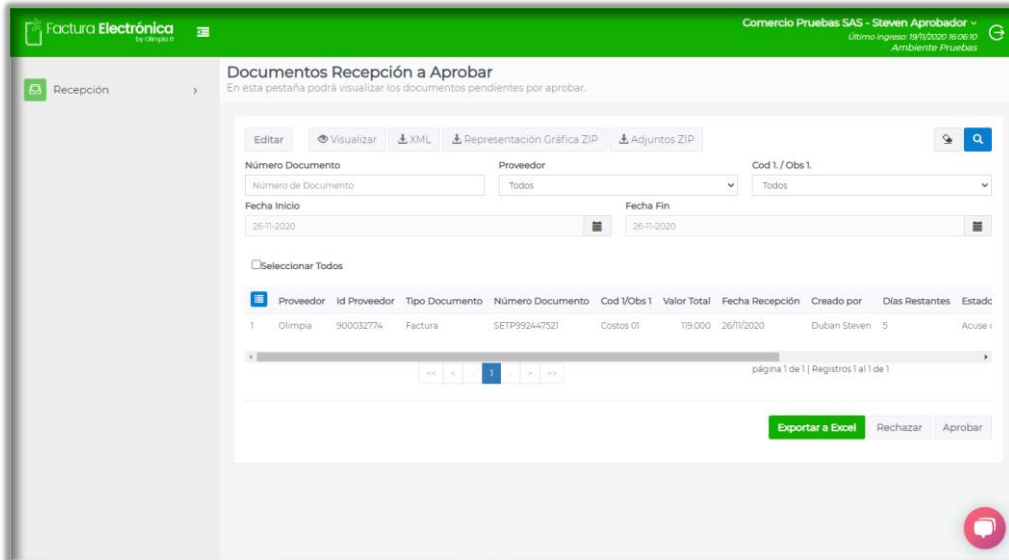 Factura Electrónica
by Olimpia IT
Comercio Pruebas SAS - Steven Aprobador
Último ingreso: 19/11/2020 16:06:10
Ambiente Pruebas
Recepción
Documentos Recepción a Aprobar
En esta pestaña podrá visualizar los documentos pendientes por aprobar.
Editar Visualizar XML Representación Gráfica ZIP Adjuntos ZIP
Número Documento Proveedor Cod 1. / Obs 1.
Número de Documento Todos Todos
Fecha Inicio Fecha Fin
26-11-2020 26-11-2020
Seleccionar Todos
Proveedor Id Proveedor Tipo Documento Número Documento Cod 1/Obs 1 Valor Total Fecha Recepción Creado por Días Restantes Estado
1 Olimpia 900032774 Factura SETP992447521 Costos 01 119.000 26/11/2020 Duban Steven 5 Acuse
<< < ... 1 ... > >> página 1 de 1 | Registros 1 al 1 de 1
Exportar a Excel Rechazar Aprobar